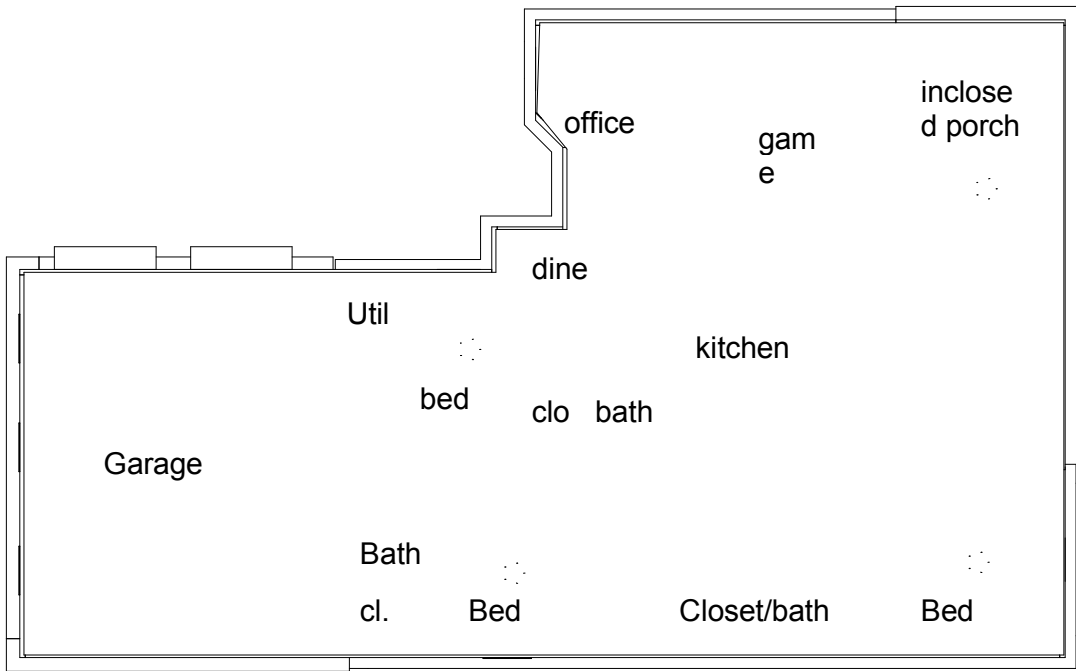 inclose
d porch
office
gam
e
dine
Util
kitchen
bed
clo bath
Garage
Bath
cl. Bed Closet/bath Bed